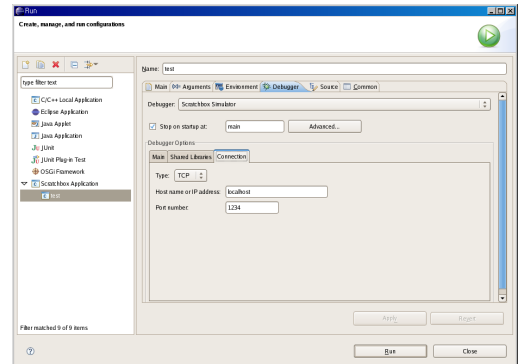 Run
Create, manage, and run configurations
type filter text
C/C++ Local Application
Eclipse Application
Java Applet
Java Application
JUnit
JUnit Plug-in Test
OSGi Framework
Scratchbox Application
test
Filter matched 9 of 9 items
Name: test
Main Arguments Environment Debugger Source Common
Debugger: Scratchbox Simulator
Stop on startup at: main Advanced...
Debugger Options
Main Shared Libraries Connection
Type: TCP
Host name or IP address: localhost
Port number: 1234
Apply Revert
Run Close